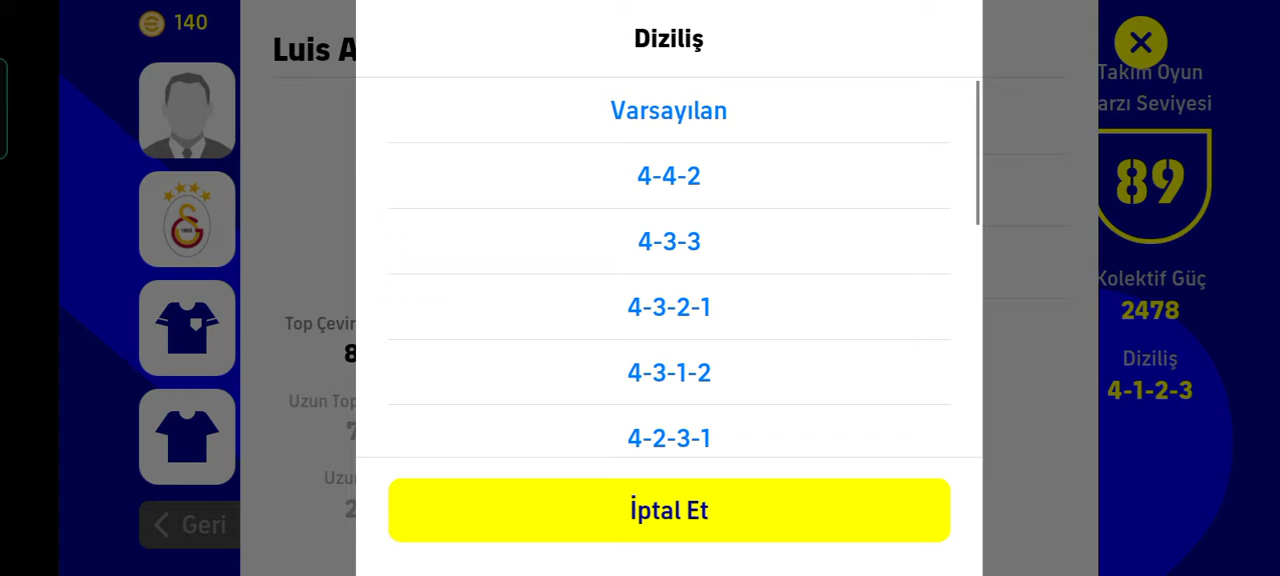 140
Luis A
Diziliş
Varsayılan
4-4-2
4-3-3
4-3-2-1
4-3-1-2
4-2-3-1
İptal Et
Top Çevir
8
Uzun Top
7
Uzu
2
Geri
Takım Oyun
arzı Seviyesi
89
Kolektif Güç
2478
Diziliş
4-1-2-3